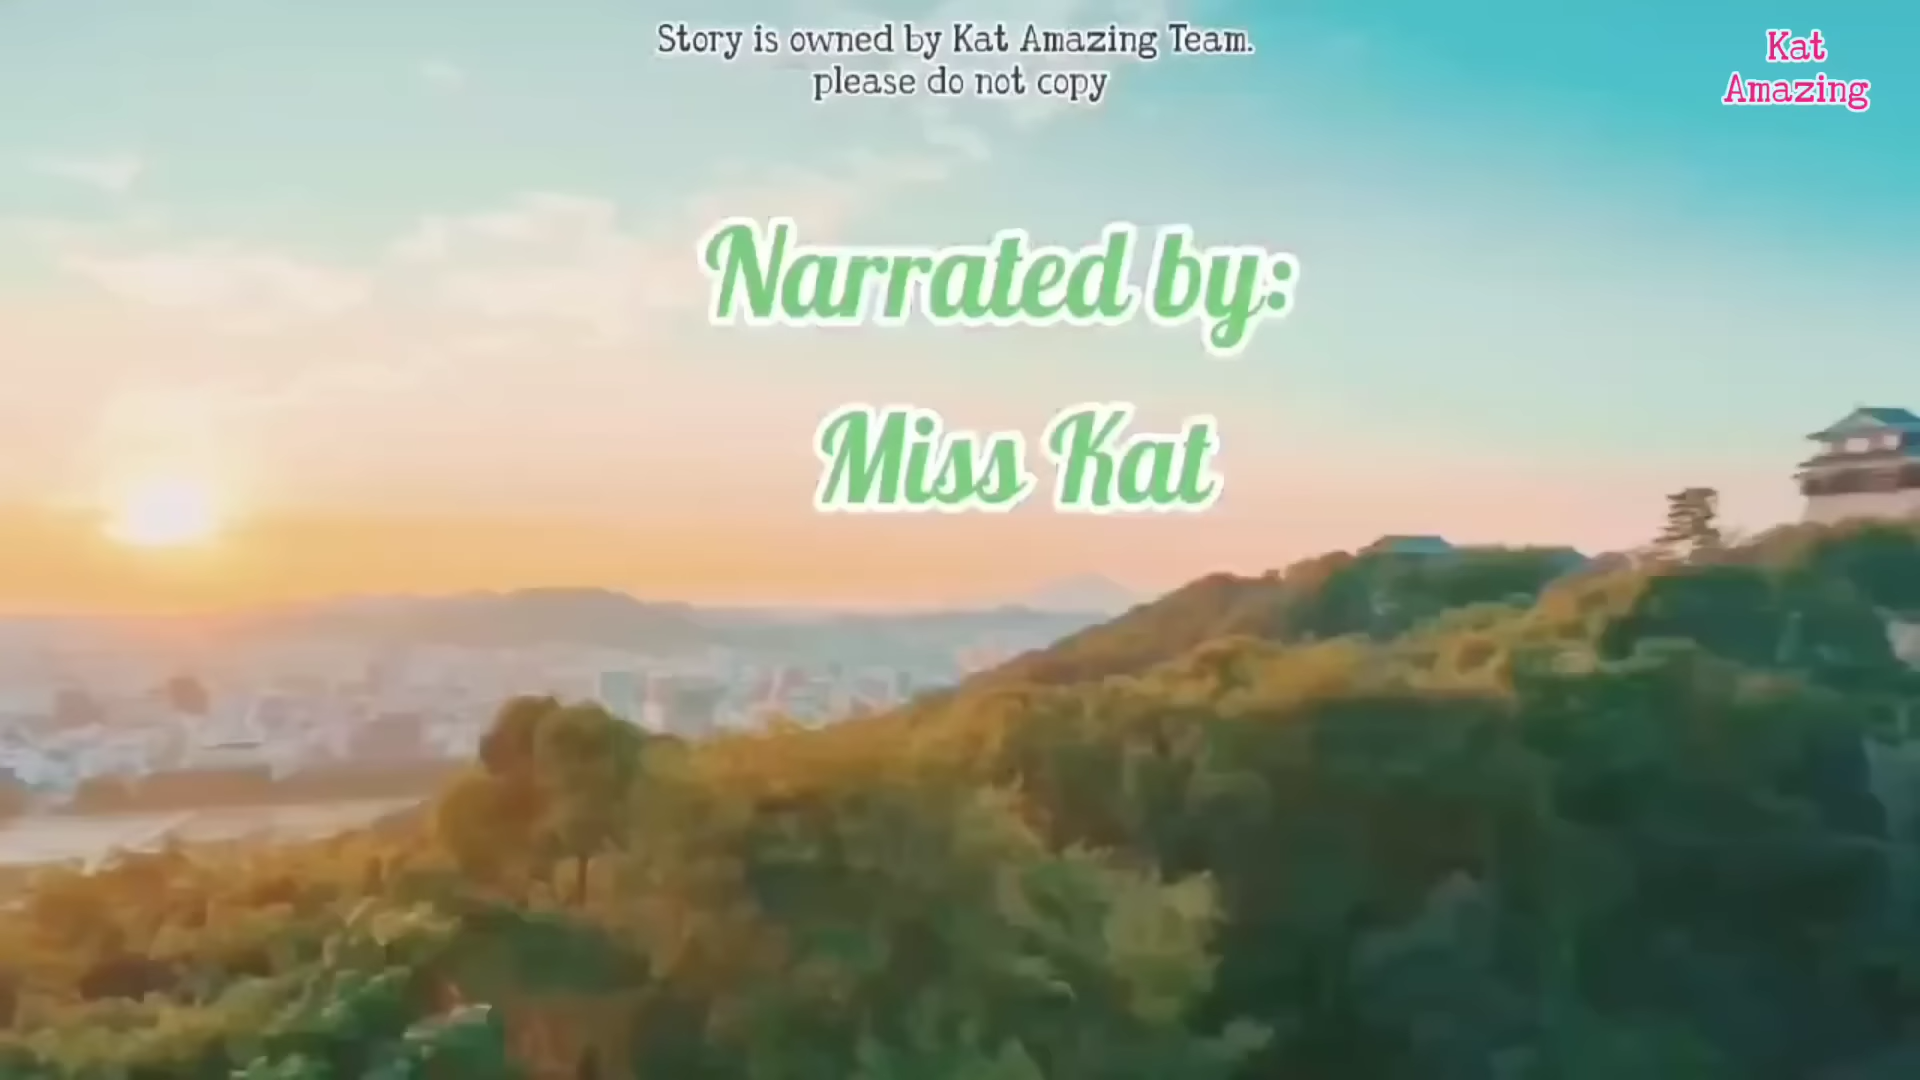 Story is owned by Kat Amazing Team.
please do not copy
Kat
Amazing
Narrated by:
Miss Kat